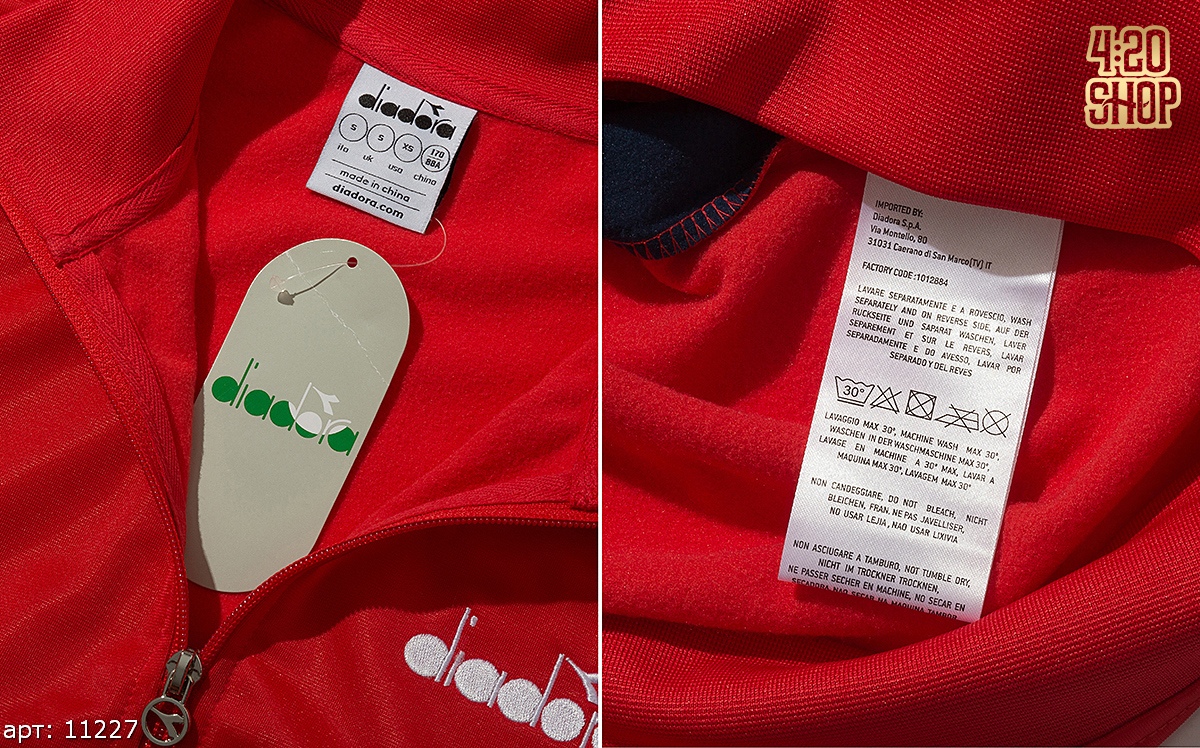 diadora
S S XS 170 88A
ita uk usa china
made in china
diadora.com
diadora
diadora
арт: 11227
4:20
SHOP
IMPORTED BY:
Diadora S.p.A.
Via Montello, 80
31031 Caerano di San Marco(TV) IT
FACTORY CODE :1012884
LAVARE SEPARATAMENTE E A ROVESCIO, WASH
SEPARATELY AND ON REVERSE SIDE, AUF DER
RUCKSEITE UND SAPARAT WASCHEN, LAVER
SEPAREMENT ET SUR LE REVERS, LAVAR
SEPARADAMENTE E DO AVESSO, LAVAR POR
SEPARADO Y DEL REVES
30°
LAVAGGIO MAX 30°, MACHINE WASH MAX 30°,
WASCHEN IN DER WASCHMASCHINE MAX 30°,
LAVAGE EN MACHINE A 30° MAX, LAVAR A
MAQUINA MAX 30°, LAVAGEM MAX 30°
NON CANDEGGIARE, DO NOT BLEACH, NICHT
BLEICHEN, FRAN. NE PAS JAVELLISER,
NO USAR LEJIA, NAO USAR LIXIVIA
NON ASCIUGARE A TAMBURO, NOT TUMBLE DRY,
NICHT IM TROCKNER TROCKNEN,
NE PASSER SECHER EN MACHINE, NO SECAR EN
SECADORA NAO SECAR NA MAQUINA TAMBOR